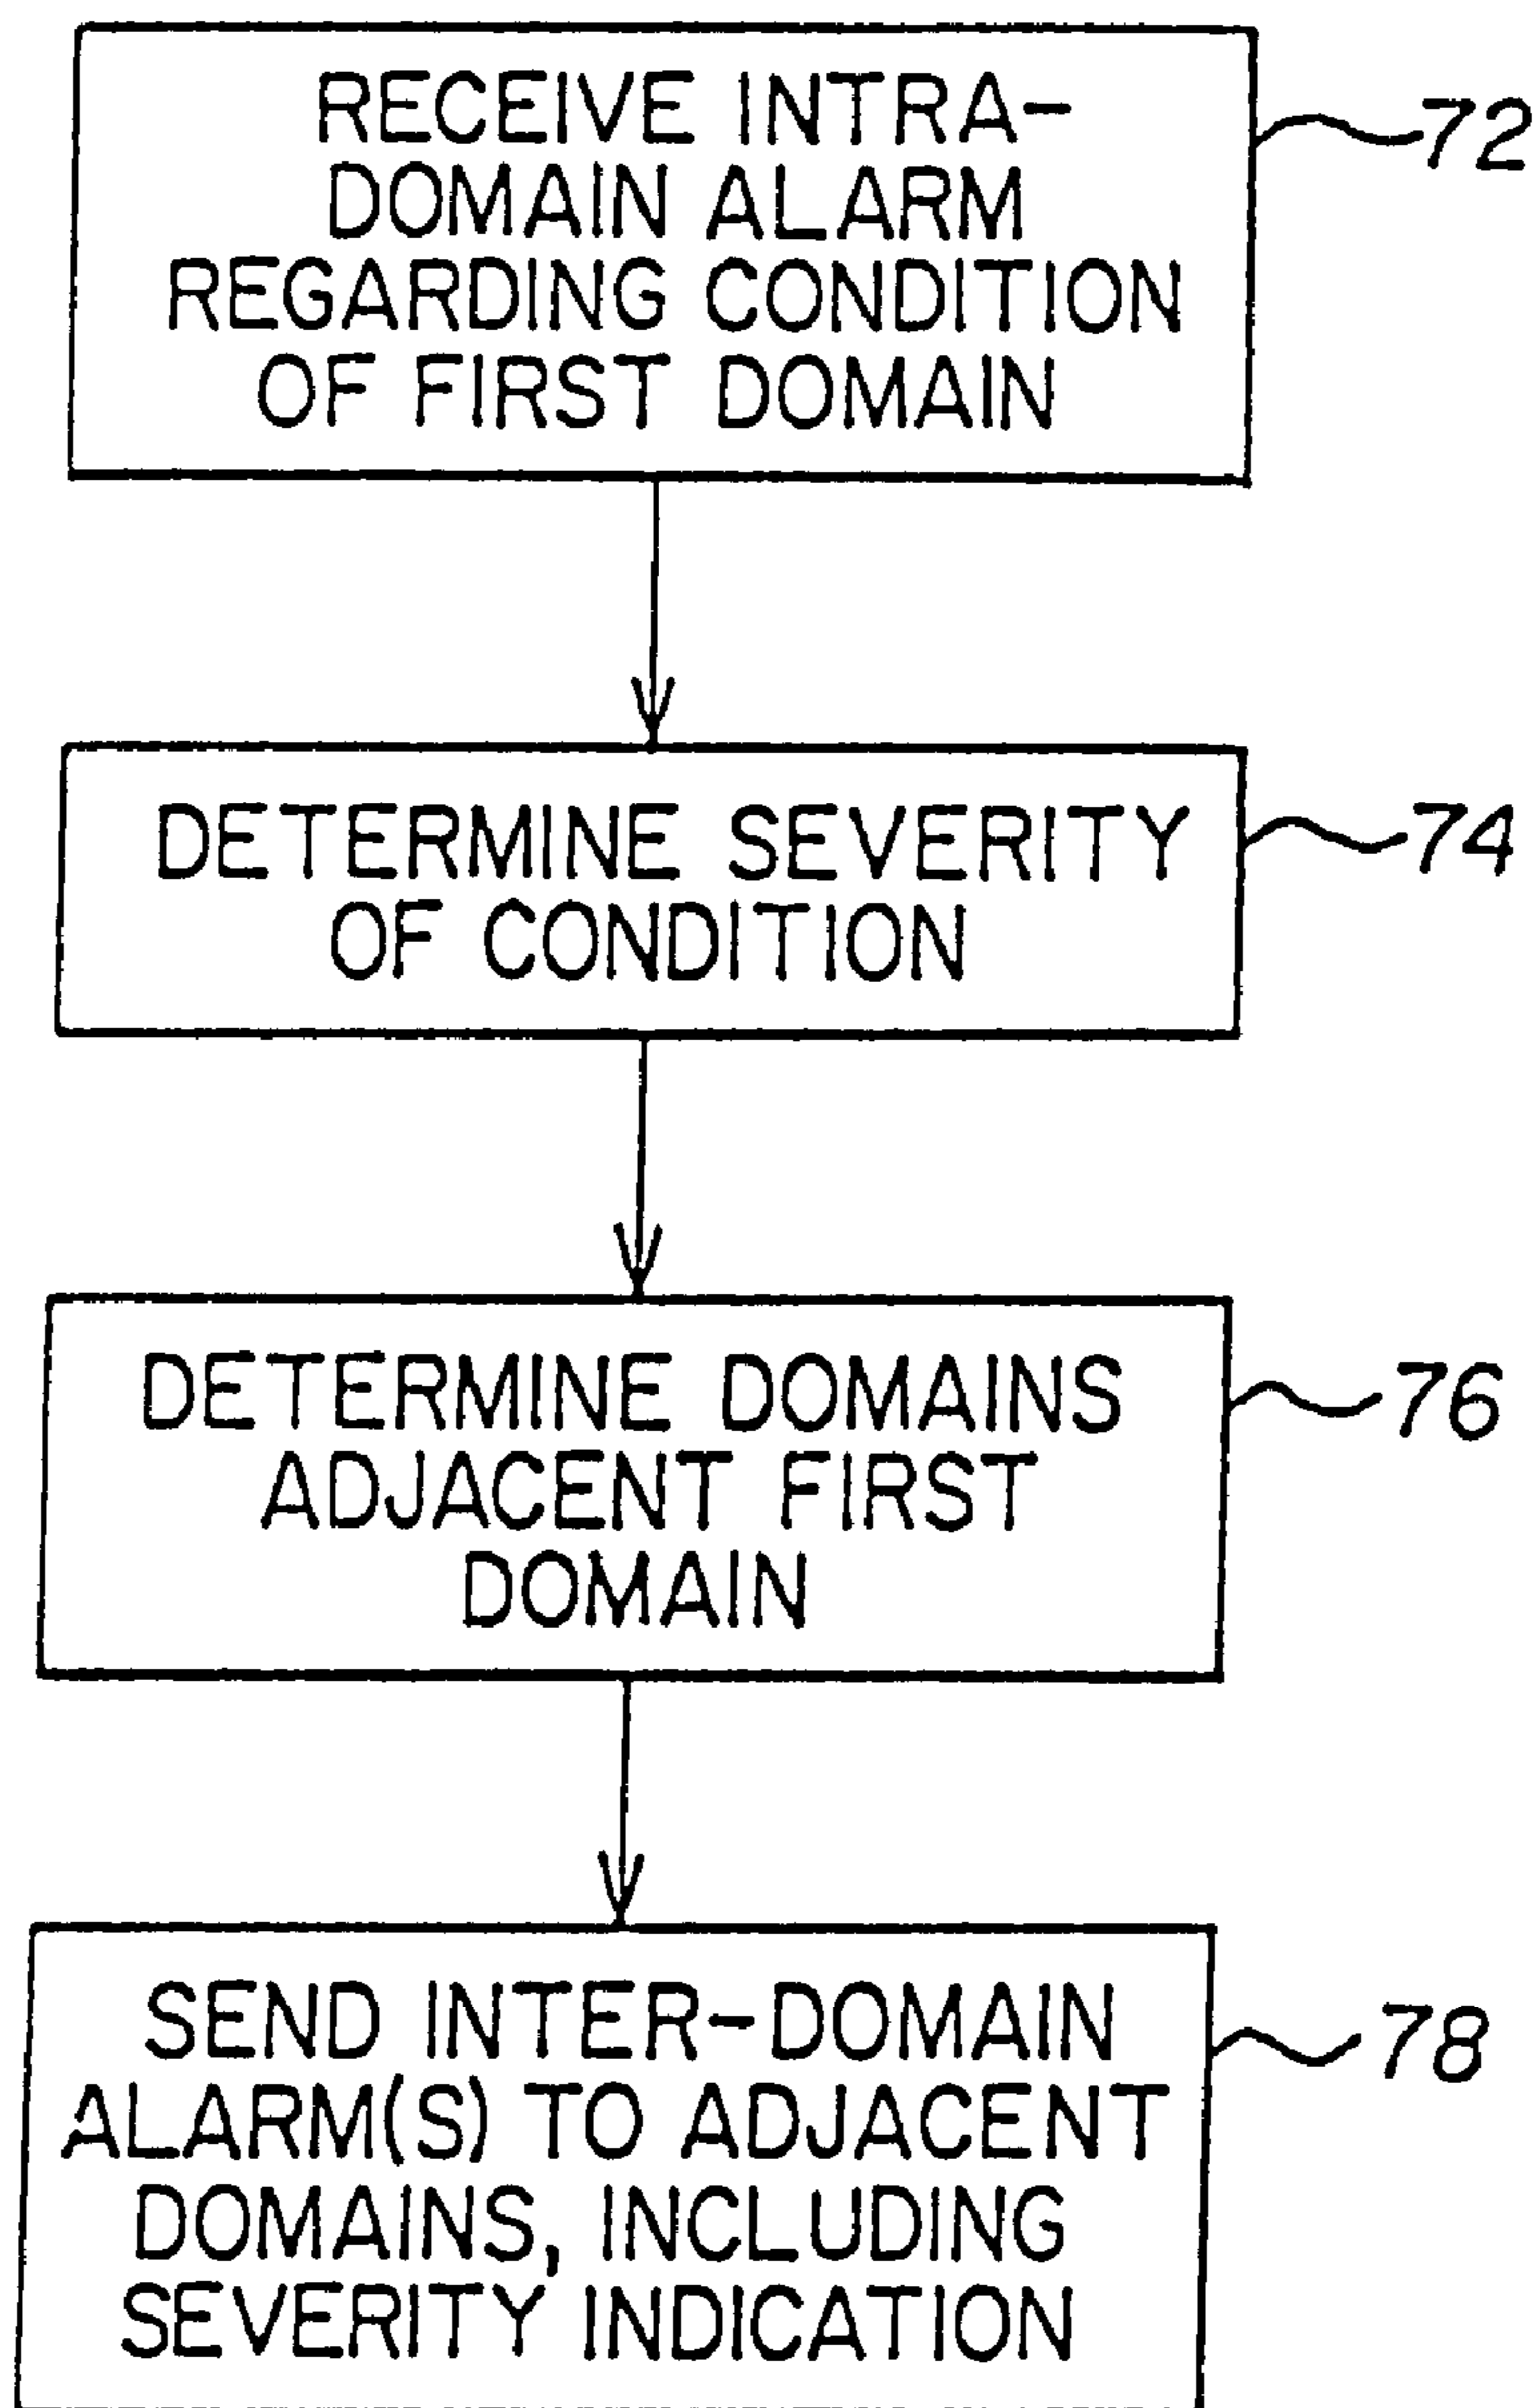 RECEIVE INTRA-
DOMAIN ALARM
REGARDING CONDITION
OF FIRST DOMAIN
72
DETERMINE SEVERITY
OF CONDITION
74
DETERMINE DOMAINS
ADJACENT FIRST
DOMAIN
76
SEND INTER-DOMAIN
ALARM(S) TO ADJACENT
DOMAINS, INCLUDING
SEVERITY INDICATION
78